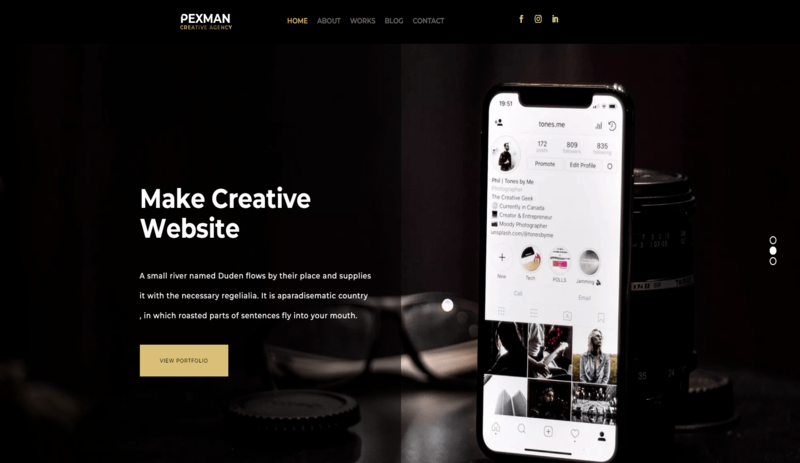 PEXMAN
CREATIVE AGENCY
HOME ABOUT WORKS BLOG CONTACT
Make Creative
Website
A small river named Duden flows by their place and supplies
it with the necessary regelialia. It is aparadisematic country
, in which roasted parts of sentences fly into your mouth.
VIEW PORTFOLIO
19:51
tones.me
172 809 835
posts followers following
Promote Edit Profile
Phil | Tones by Me
Photographer
The Creative Geek
Currently in Canada
Creator & Entrepreneur
Moody Photographer
unsplash.com/@tonesbyme
New Tech POLLS Jamming
Call Email